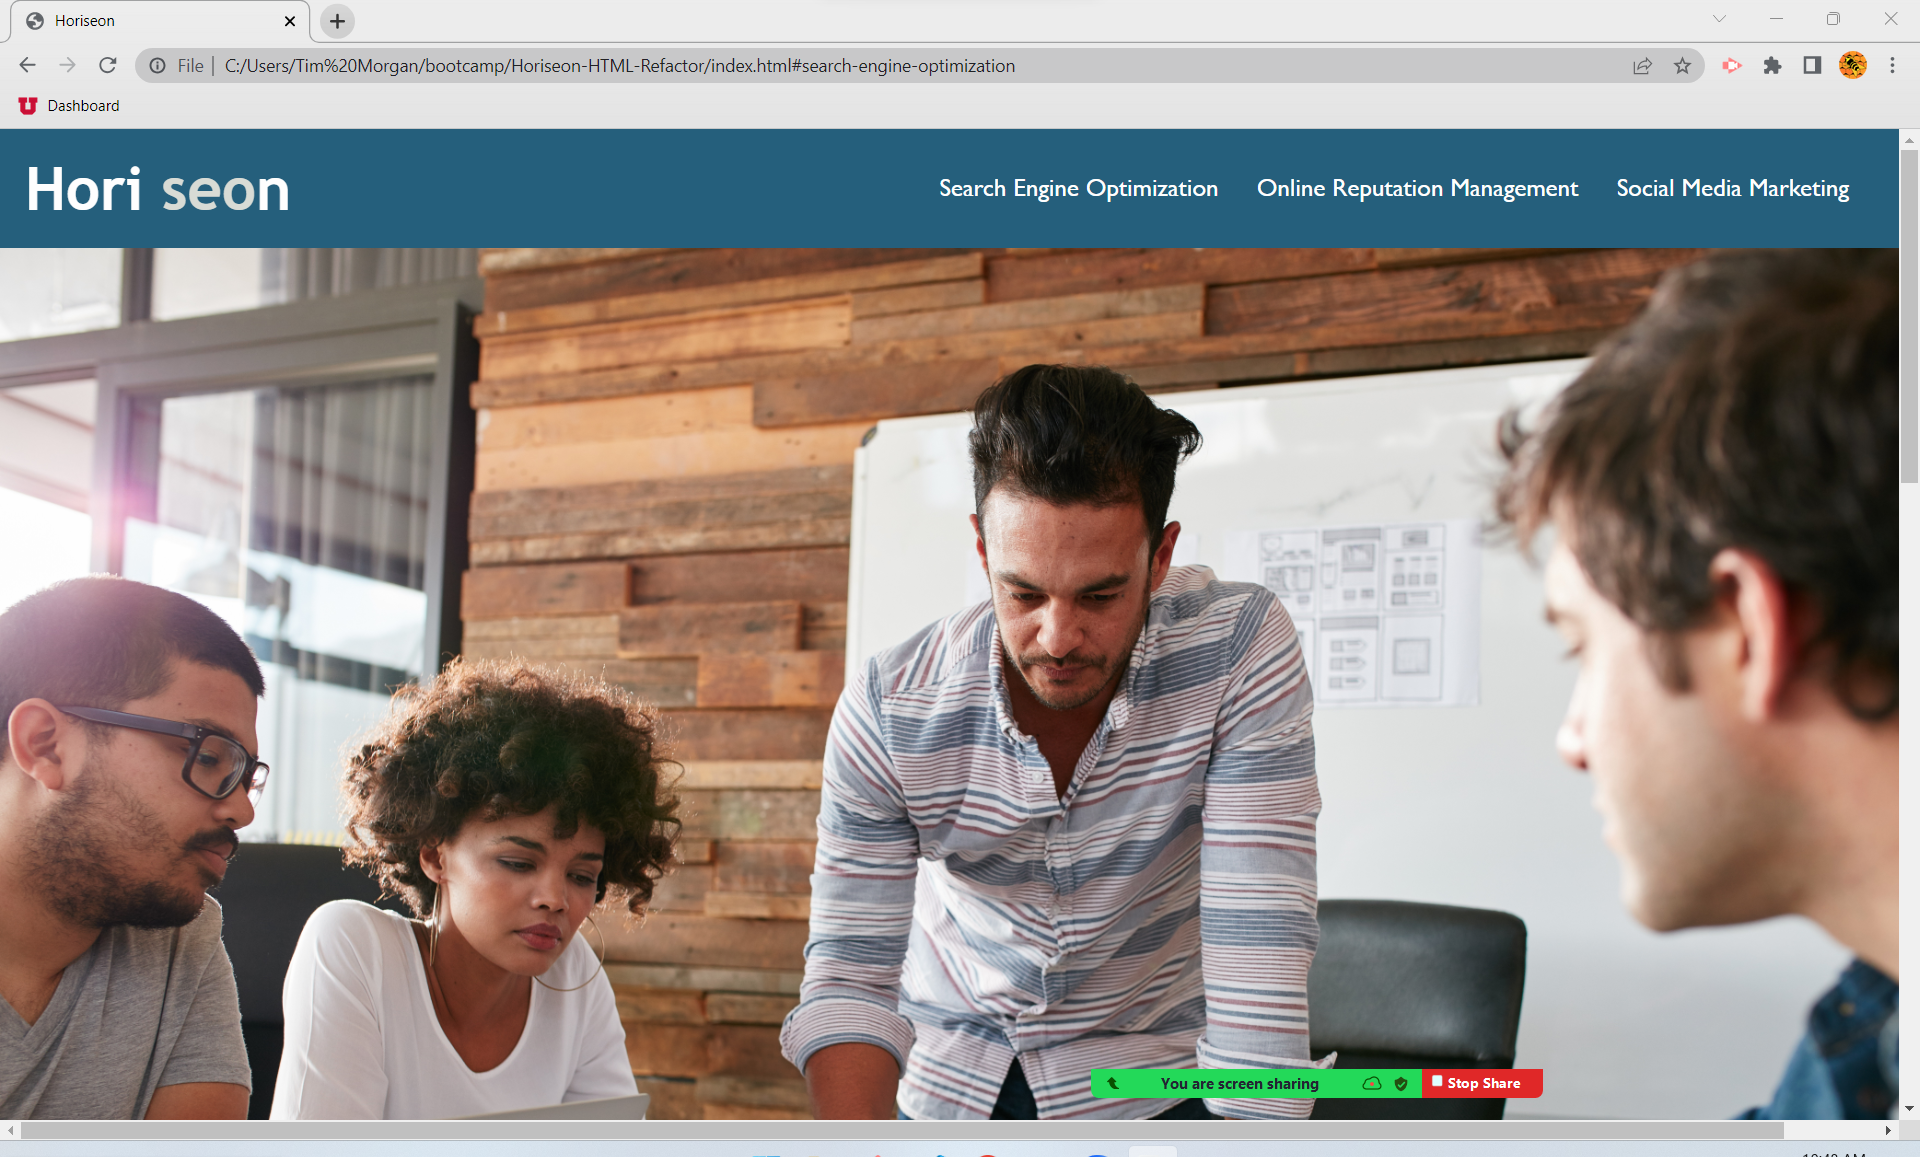 Horiseon
File
C:/Users/Tim%20Morgan/bootcamp/Horiseon-HTML-Refactor/index.html#search-engine-optimization
Dashboard
Hori seon
Search Engine Optimization
Online Reputation Management
Social Media Marketing
You are screen sharing
Stop Share